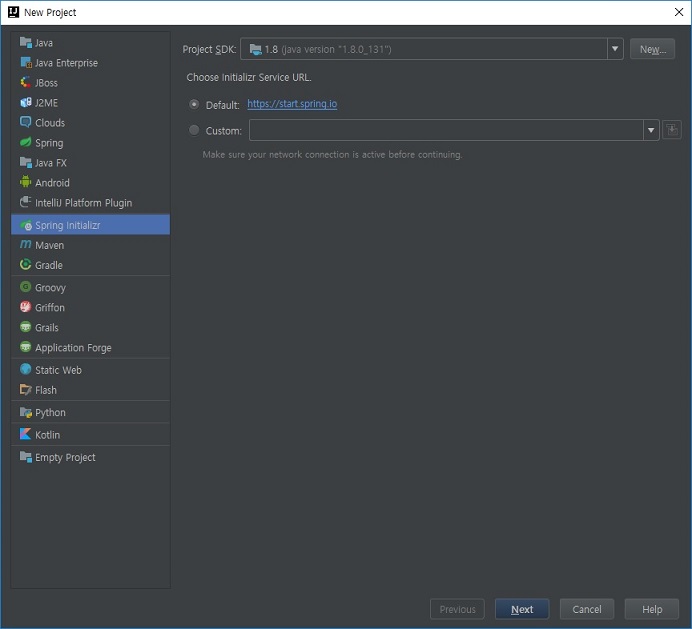 New Project
Java
Java Enterprise
JBoss
J2ME
Clouds
Spring
Java FX
Android
IntelliJ Platform Plugin
Spring Initializr
Maven
Gradle
Groovy
Griffon
Grails
Application Forge
Static Web
Flash
Python
Kotlin
Empty Project
Project SDK: 1.8 (java version "1.8.0_131") New...
Choose Initializr Service URL.
Default: https://start.spring.io
Custom:
Make sure your network connection is active before continuing.
Previous Next Cancel Help